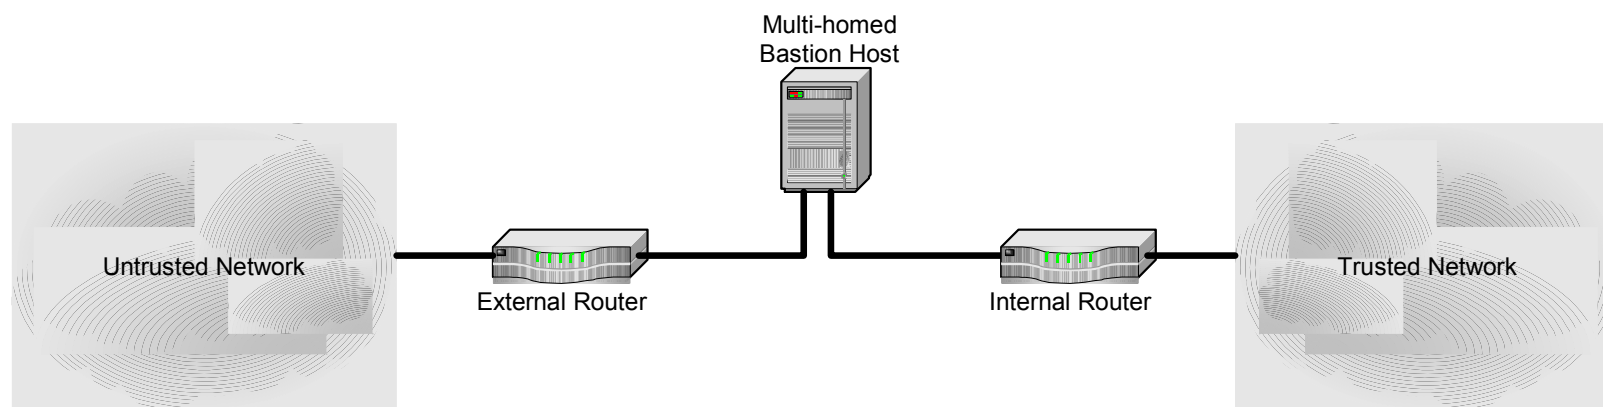 Multi-homed
Bastion Host
Untrusted Network
External Router
Internal Router
Trusted Network